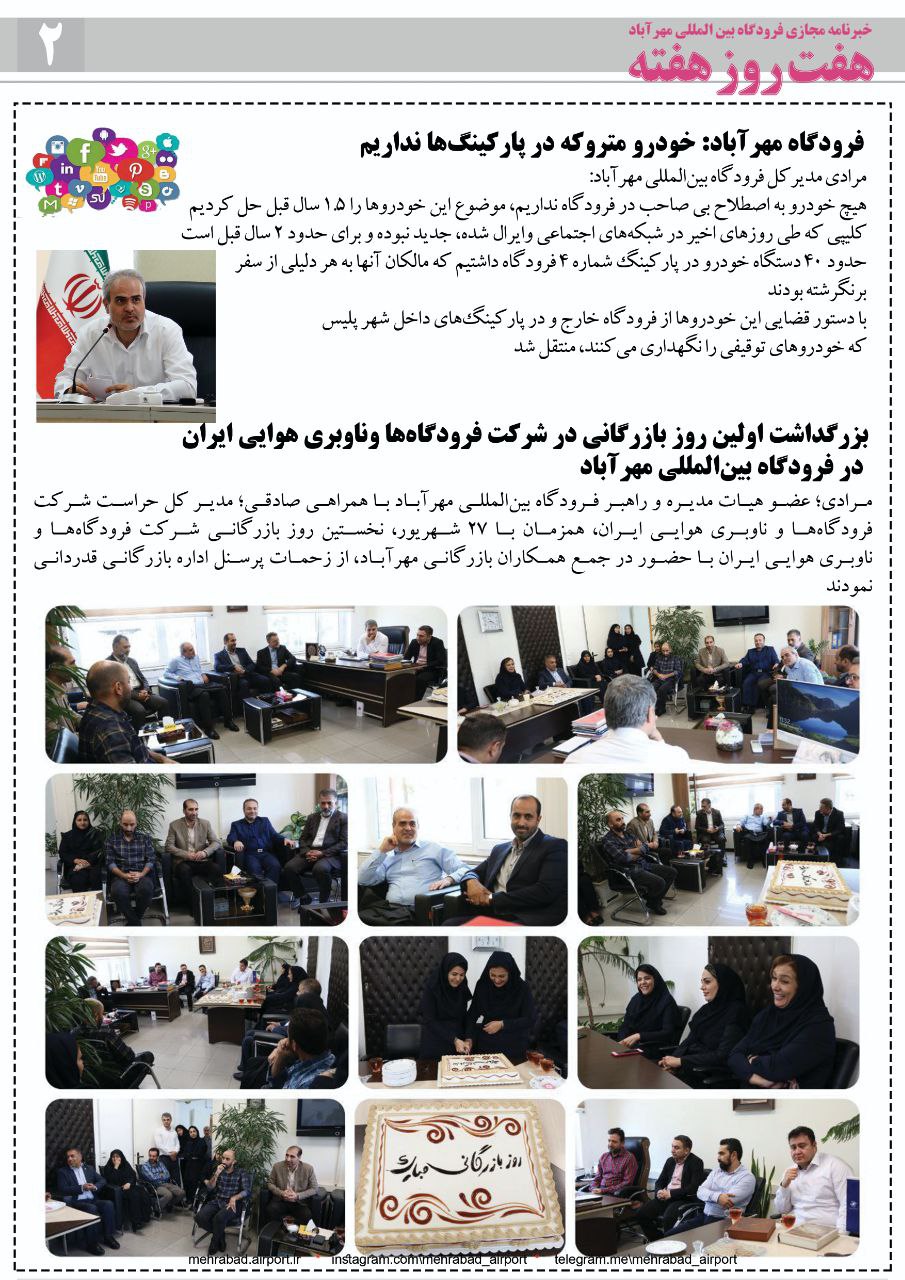 خبرنامه مجازی فرودگاه بین المللی مهرآباد
هفت روز هفته
۲
فرودگاه مهرآباد: خودرو متروکه در پارکینگ‌ها نداریم
مرادی مدیر کل فرودگاه بین‌المللی مهرآباد:
هیچ خودرو به اصطلاح بی صاحب در فرودگاه نداریم، موضوع این خودروها را ۱.۵ سال قبل حل کردیم
کلیپی که طی روزهای اخیر در شبکه‌های اجتماعی وایرال شده، جدید نبوده و برای حدود ۲ سال قبل است
حدود ۴۰ دستگاه خودرو در پارکینگ شماره ۴ فرودگاه داشتیم که مالکان آنها به هر دلیلی از سفر
برنگرشته بودند
با دستور قضایی این خودروها از فرودگاه خارج و در پارکینگ‌های داخل شهر پلیس
که خودروهای توقیفی را نگهداری می‌کنند، منتقل شد
بزرگداشت اولین روز بازرگانی در شرکت فرودگاه‌ها وناوبری هوایی ایران
در فرودگاه بین‌المللی مهرآباد
مرادی؛ عضو هیات مدیره و راهبر فرودگاه بین‌المللی مهرآباد با همراهی صادقی؛ مدیر کل حراست شرکت
فرودگاه‌ها و ناوبری هوایی ایران، همزمان با ۲۷ شهریور، نخستین روز بازرگانی شرکت فرودگاه‌ها و
ناوبری هوایی ایران با حضور در جمع همکاران بازرگانی مهرآباد، از زحمات پرسنل اداره بازرگانی قدردانی
نمودند
11:52
روز بازرگانی مبارک
mehrabad.airport.ir * instagram.com\mehrabad_airport * telegram.me\mehrabad_airport